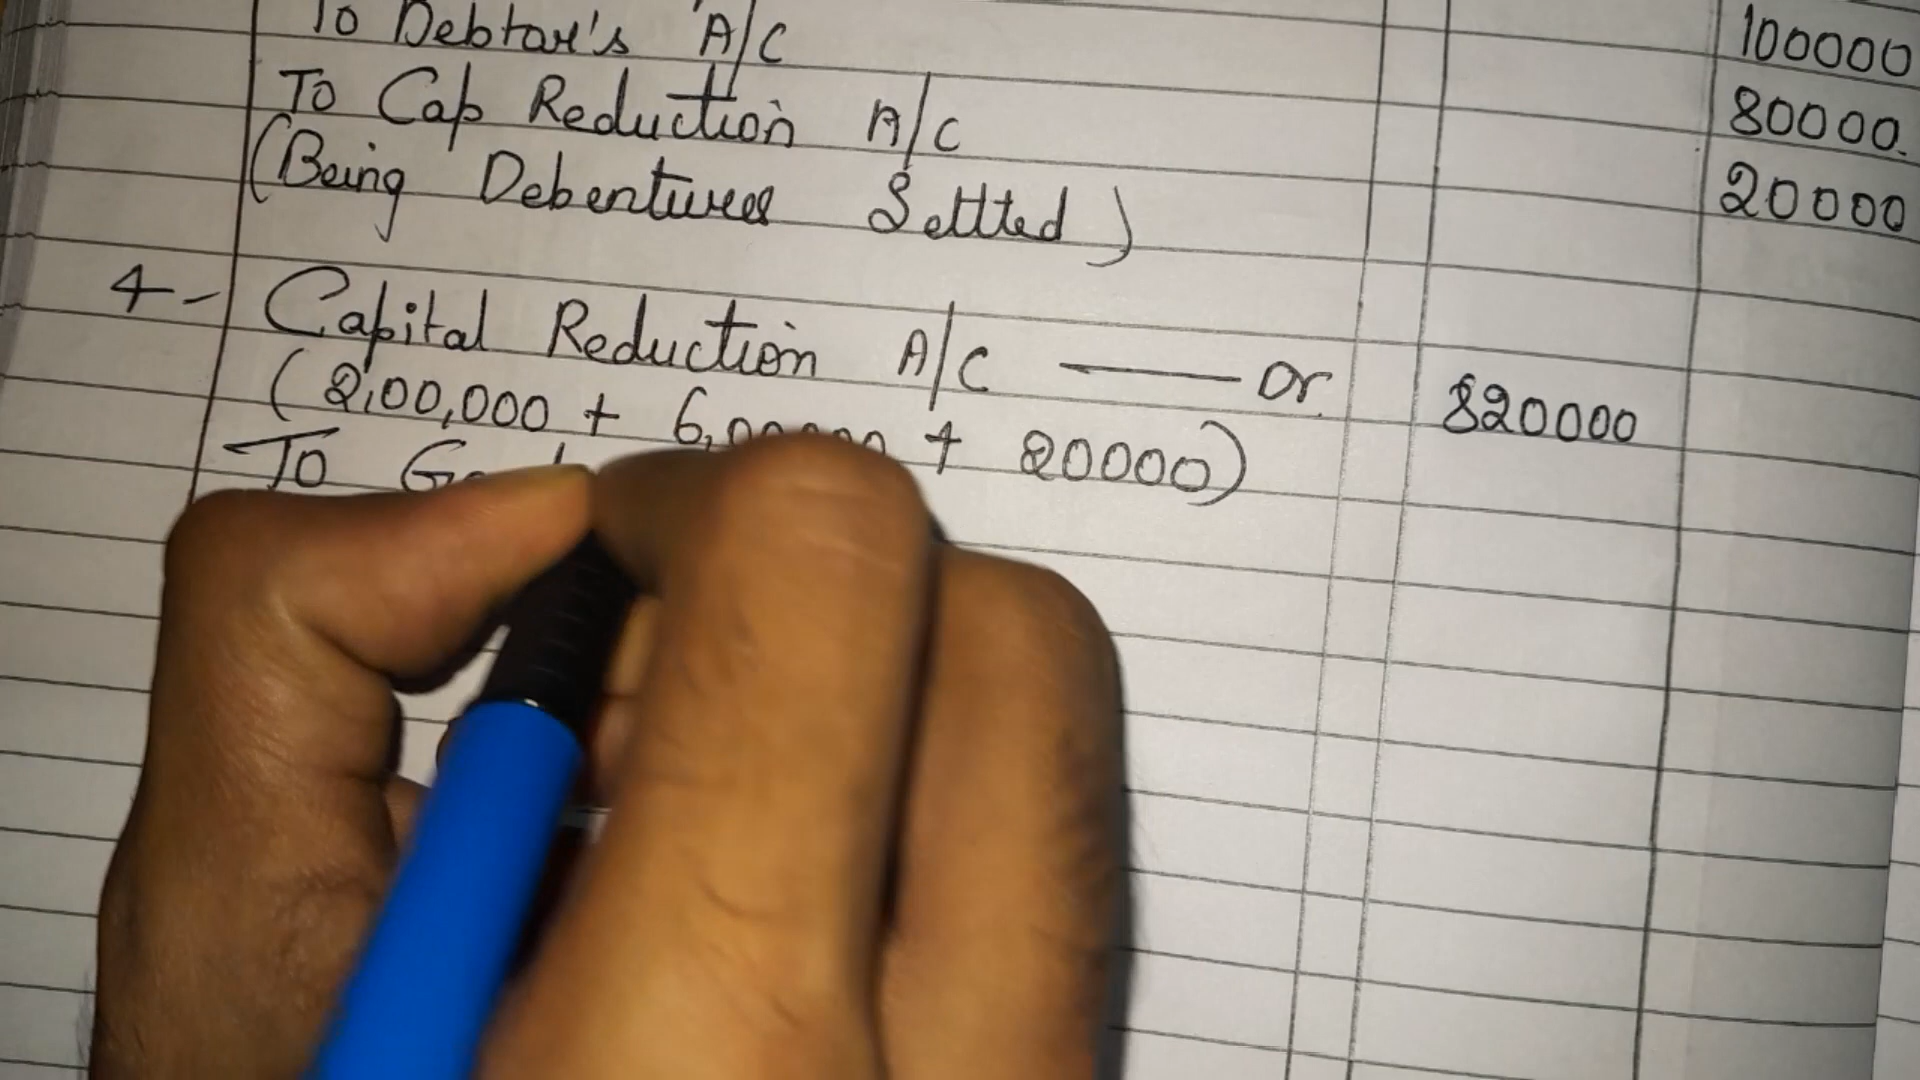 To Debtor's A/C 100000
To Cap Reduction A/C 80000.
(Being Debentures Settled) 20000
4- Capital Reduction A/C —— Dr. 820000
(2,00,000 + 6,00000 + 20000)
To